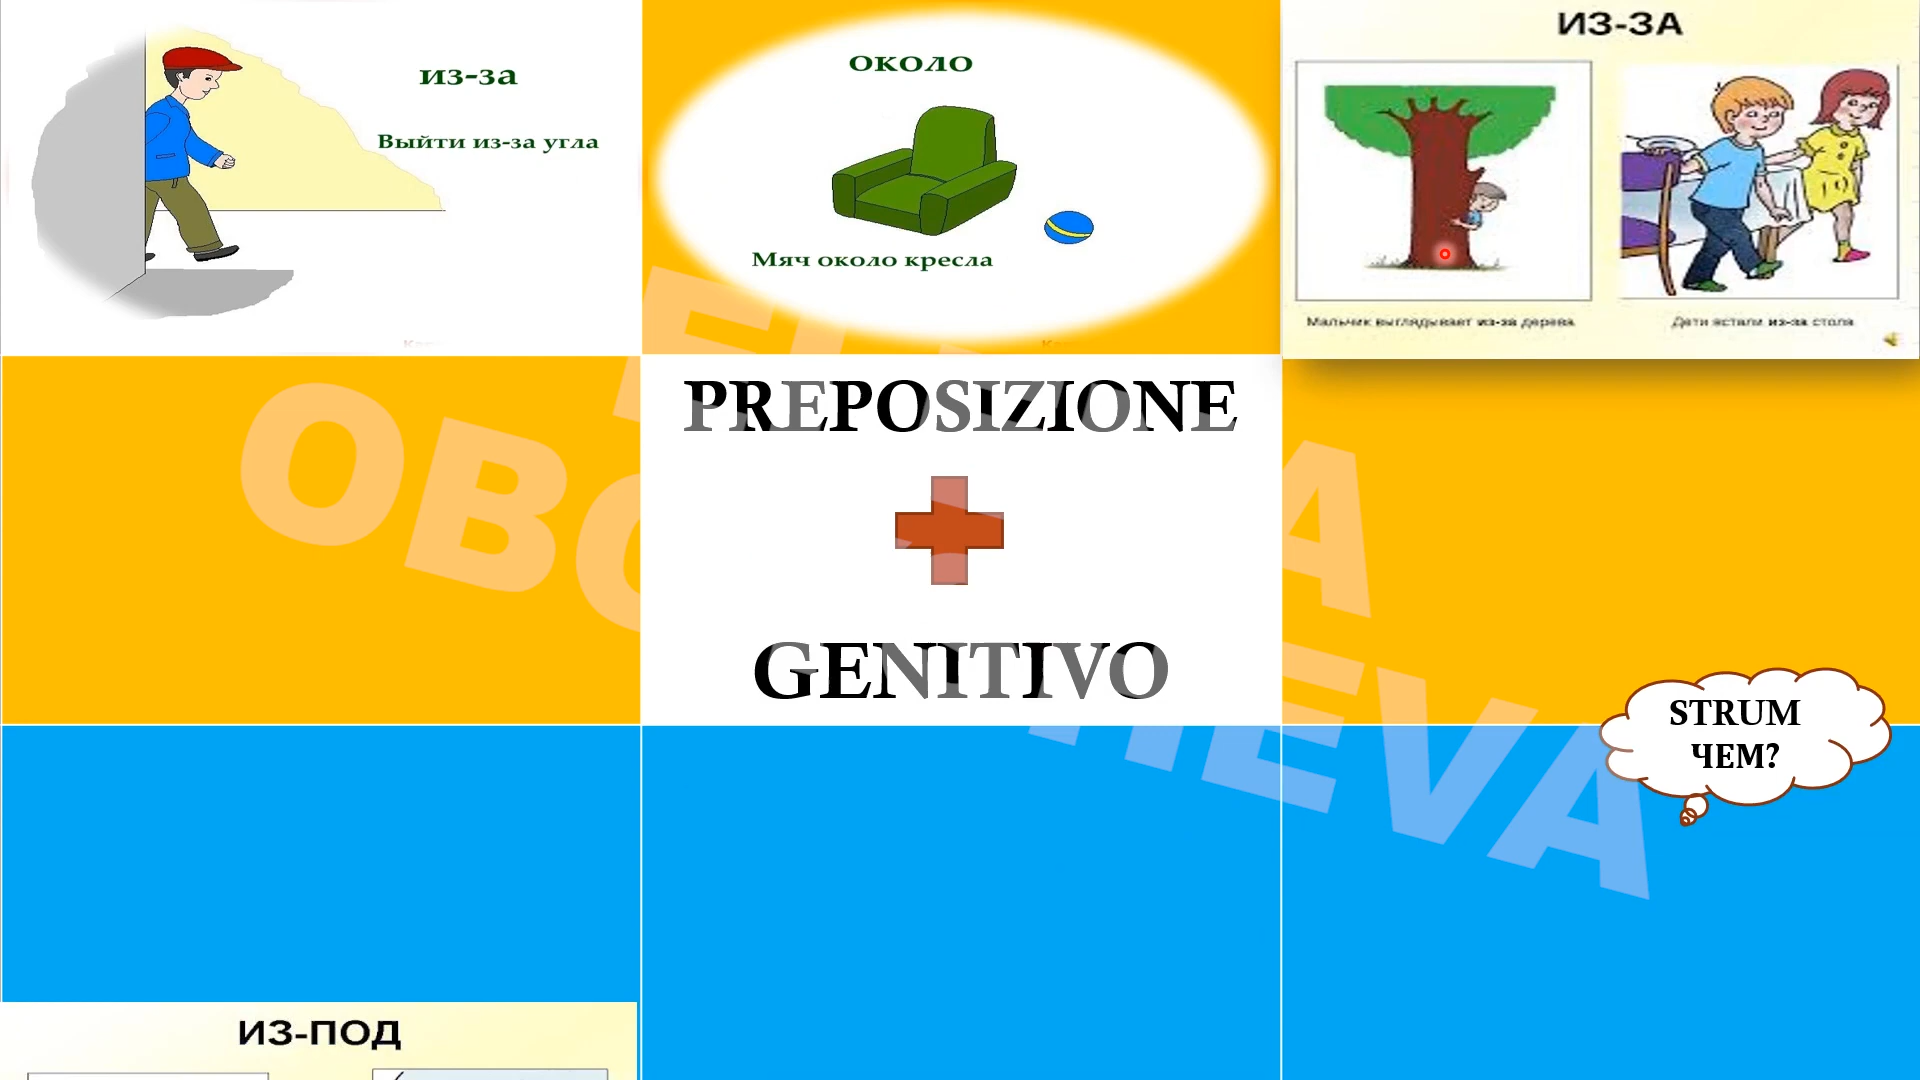 из-за
Выйти из-за угла
ОКОЛО
Мяч около кресла
ИЗ-ЗА
Мальчик выглядывает из-за дерева
Дети встали из-за стола
PREPOSIZIONE
GENITIVO
STRUM
ЧЕМ?
ИЗ-ПОД